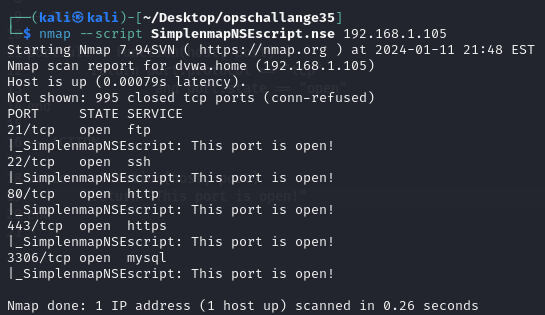 ┌──(kali㉿kali)-[~/Desktop/opschallange35]
└─$ nmap --script SimplenmapNSEscript.nse 192.168.1.105
Starting Nmap 7.94SVN ( https://nmap.org ) at 2024-01-11 21:48 EST
Nmap scan report for dvwa.home (192.168.1.105)
Host is up (0.00079s latency).
Not shown: 995 closed tcp ports (conn-refused)
PORT     STATE SERVICE
21/tcp   open  ftp
|_SimplenmapNSEscript: This port is open!
22/tcp   open  ssh
|_SimplenmapNSEscript: This port is open!
80/tcp   open  http
|_SimplenmapNSEscript: This port is open!
443/tcp  open  https
|_SimplenmapNSEscript: This port is open!
3306/tcp open  mysql
|_SimplenmapNSEscript: This port is open!
Nmap done: 1 IP address (1 host up) scanned in 0.26 seconds